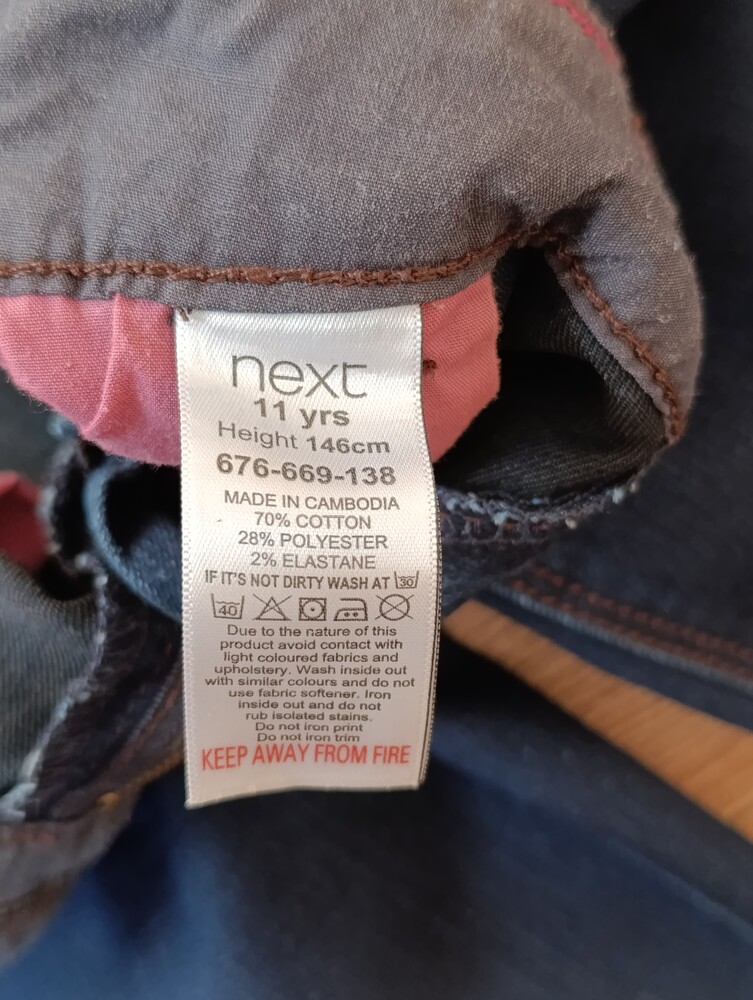 next
11 yrs
Height 146cm
676-669-138
MADE IN CAMBODIA
70% COTTON
28% POLYESTER
2% ELASTANE
IF IT'S NOT DIRTY WASH AT 30
40
Due to the nature of this
product avoid contact with
light coloured fabrics and
upholstery. Wash inside out
with similar colours and do not
use fabric softener. Iron
inside out and do not
rub isolated stains.
Do not iron print
Do not iron trim
KEEP AWAY FROM FIRE